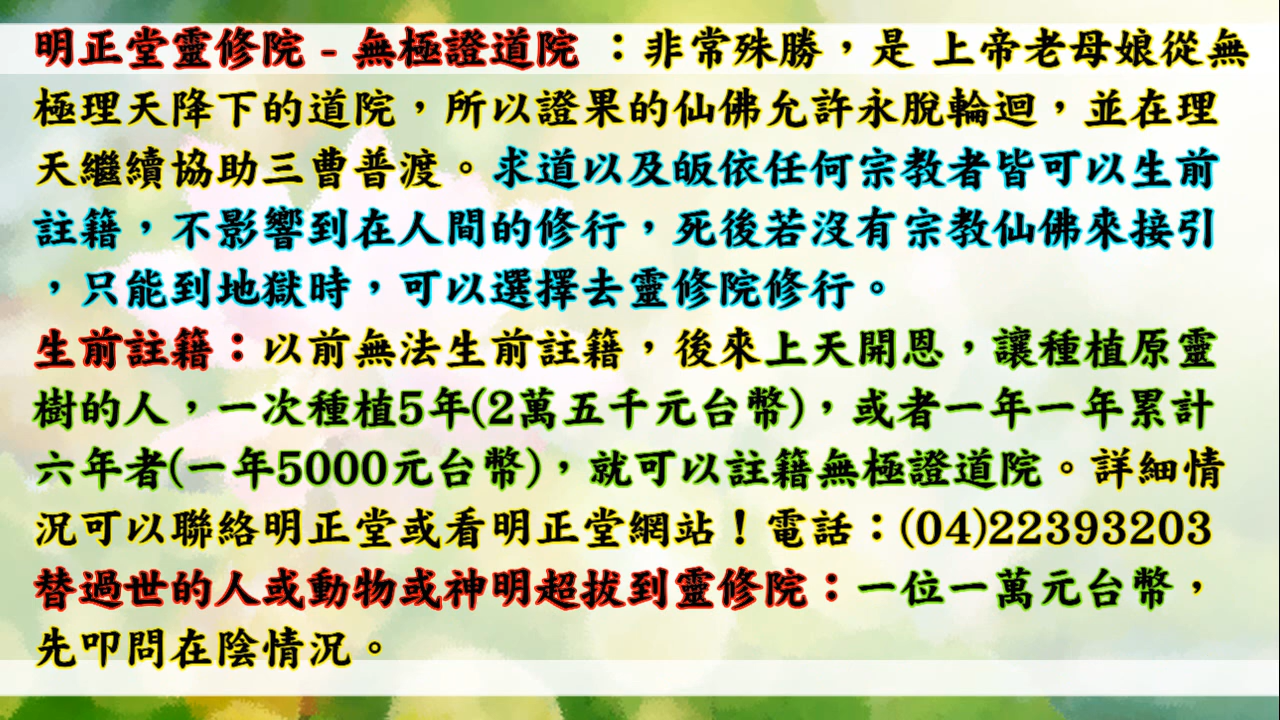 明正堂靈修院 - 無極證道院 ：非常殊勝，是 上帝老母娘從無
極理天降下的道院，所以證果的仙佛允許永脫輪迴，並在理
天繼續協助三曹普渡。求道以及皈依任何宗教者皆可以生前
註籍，不影響到在人間的修行，死後若沒有宗教仙佛來接引
，只能到地獄時，可以選擇去靈修院修行。
生前註籍：以前無法生前註籍，後來上天開恩，讓種植原靈
樹的人，一次種植5年(2萬五千元台幣)，或者一年一年累計
六年者(一年5000元台幣)，就可以註籍無極證道院。詳細情
況可以聯絡明正堂或看明正堂網站！電話：(04)22393203
替過世的人或動物或神明超拔到靈修院：一位一萬元台幣，
先叩問在陰情況。